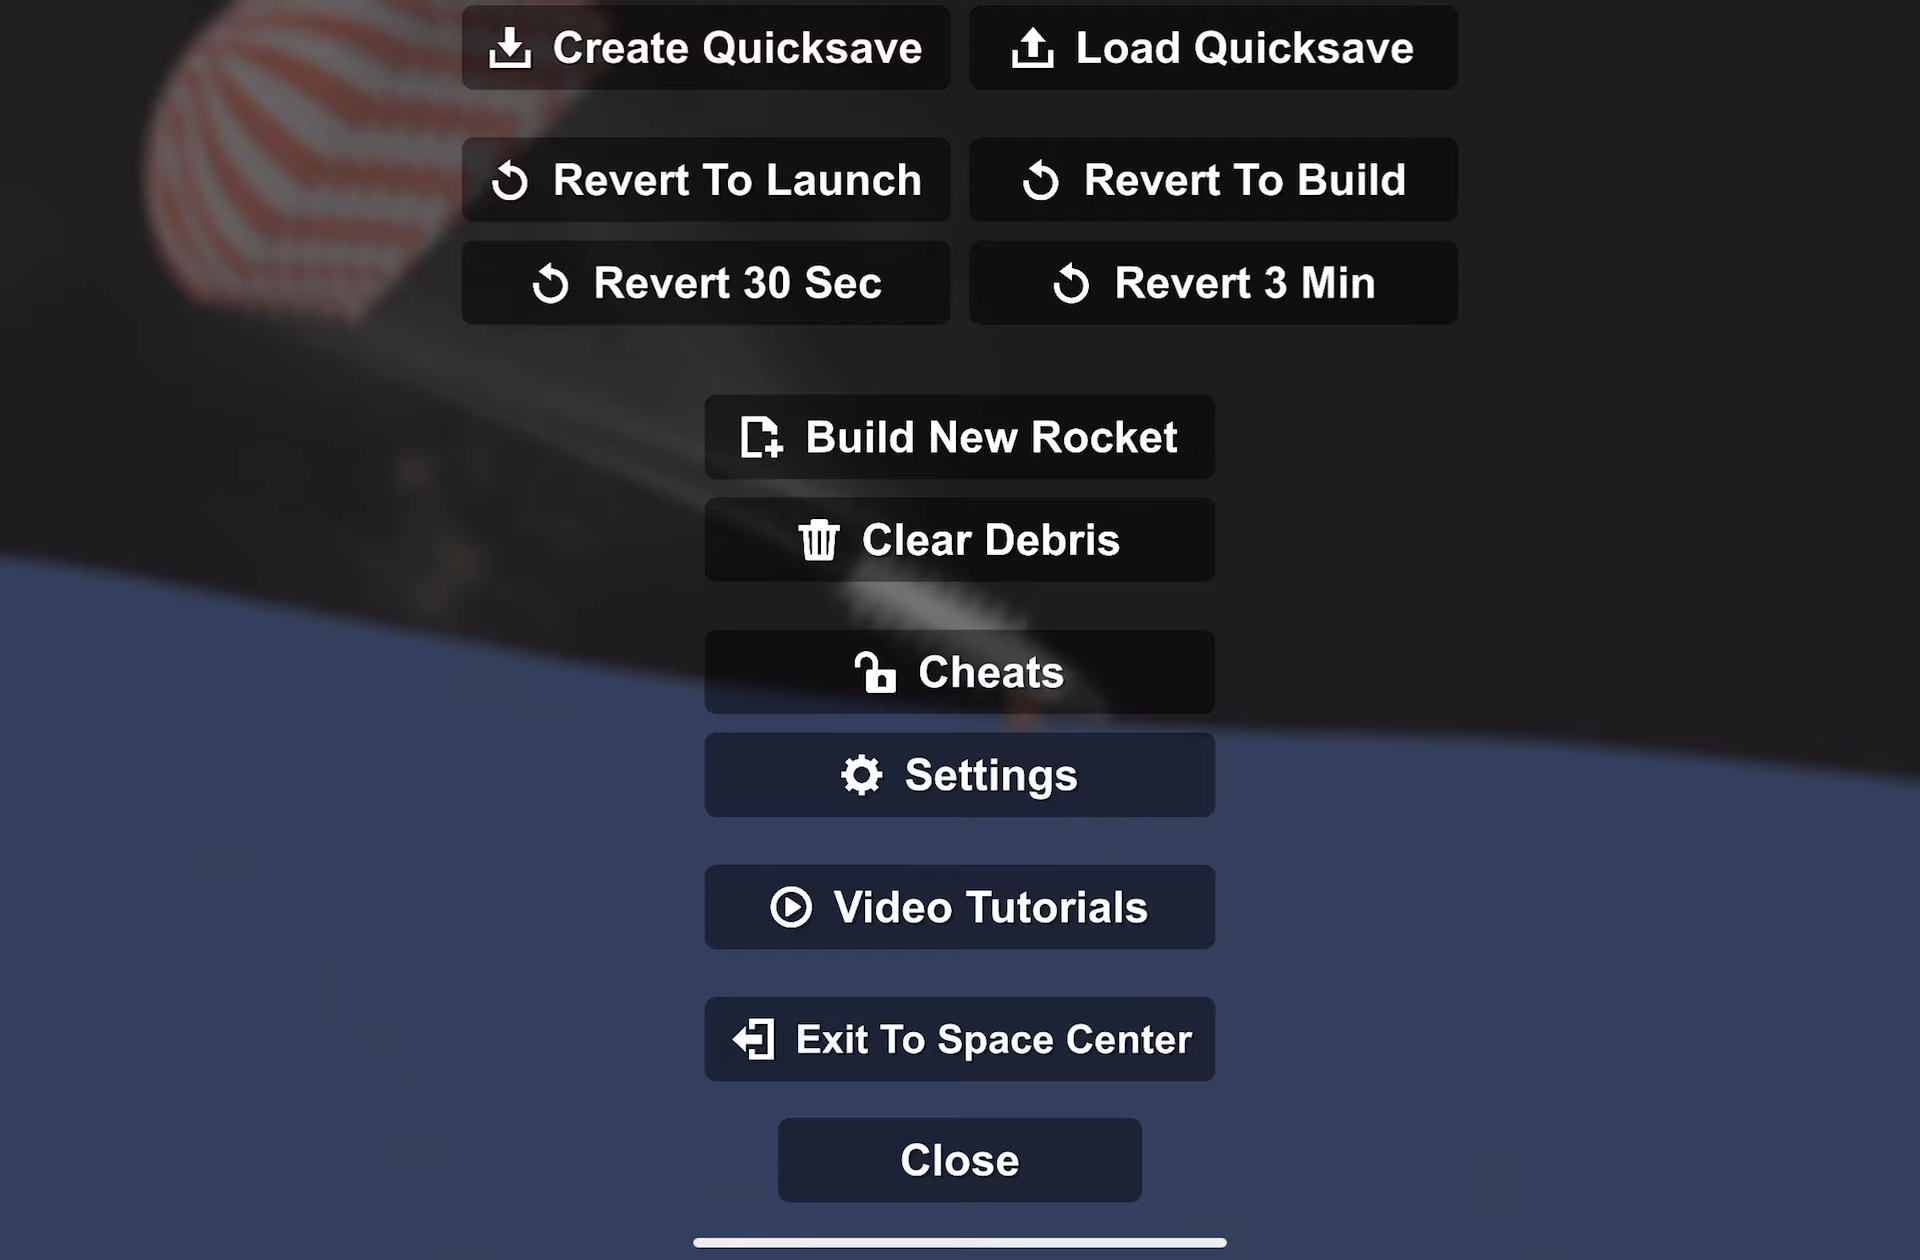 Create Quicksave
Load Quicksave
Revert To Launch
Revert To Build
Revert 30 Sec
Revert 3 Min
Build New Rocket
Clear Debris
Cheats
Settings
Video Tutorials
Exit To Space Center
Close